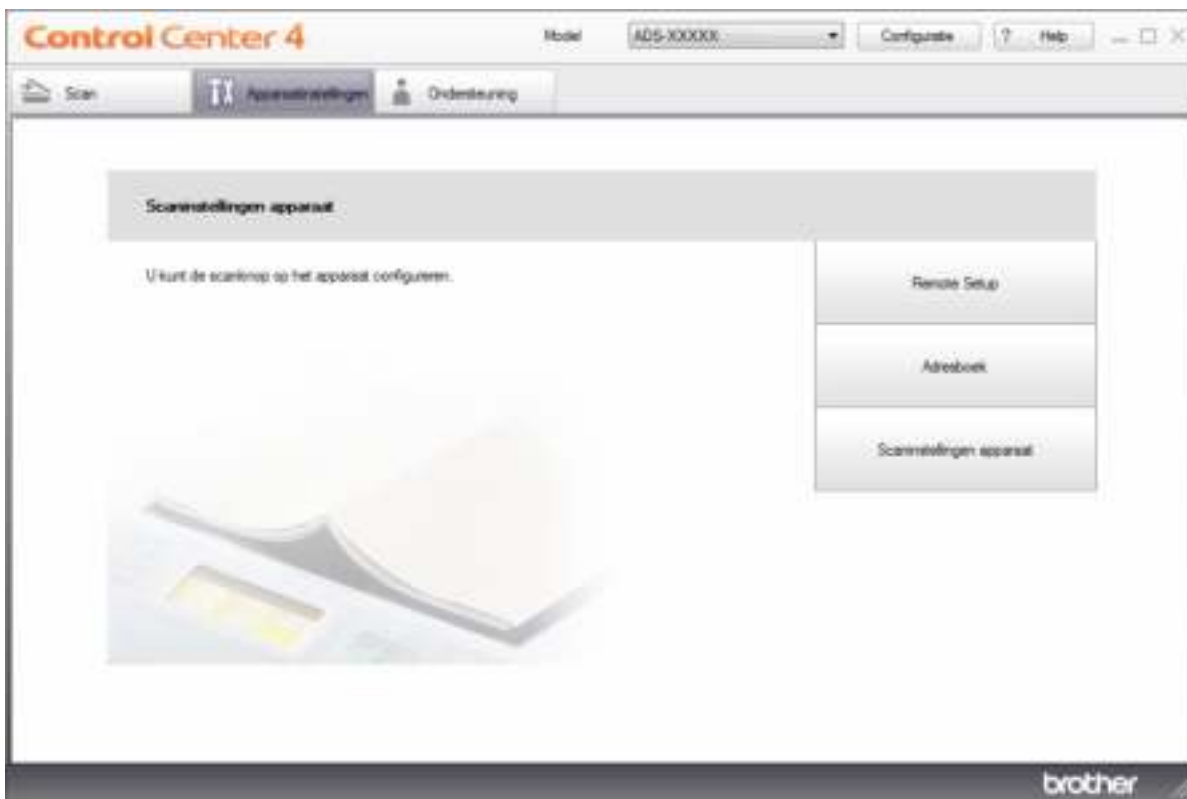 Control Center 4
Model ADS-XXXXX Configuratie ? Help
Scan Apparaatinstellingen Ondersteuning
Scaninstellingen apparaat
U kunt de scanknop op het apparaat configureren.
Remote Setup
Adresboek
Scaninstellingen apparaat
brother